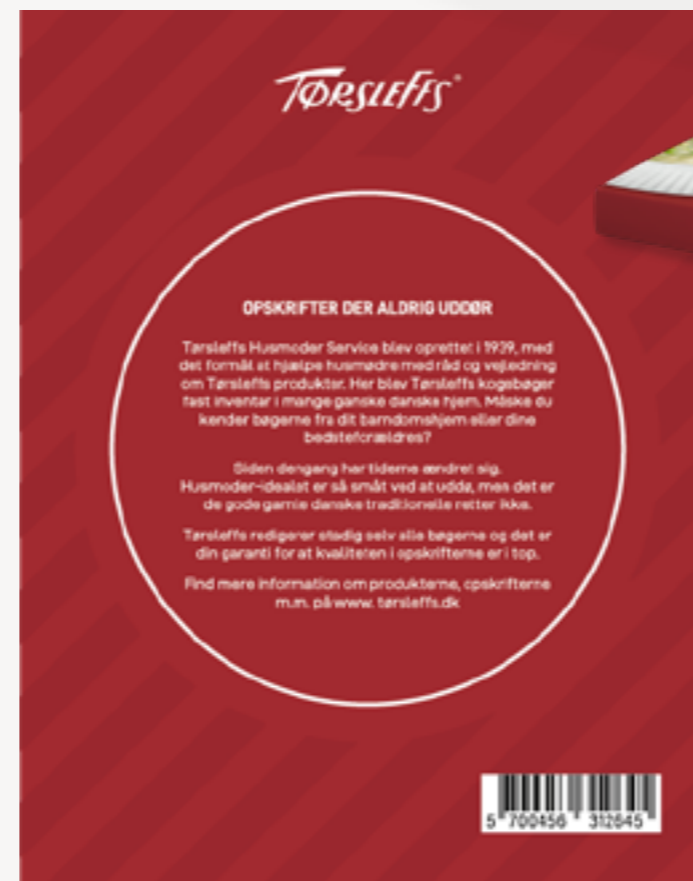 TØRSLEFFS®
OPSKRIFTER DER ALDRIG UDDØR
Tørsleffs Husmoder Service blev oprettet i 1939, med
det formål at hjælpe husmødre med råd og vejledning
om Tørsleffs produkter. Her blev Tørsleffs kogebøger
fast inventar i mange ganske danske hjem. Måske du
kender bøgerne fra dit barndomshjem eller dine
bedsteforældres?
Siden dengang har tiderne ændret sig.
Husmoder-idealet er så småt ved at uddø, men det er
de gode gamle danske traditionelle retter ikke.
Tørsleffs redigerer stadig selv alle bøgerne og det er
din garanti for at kvaliteten i opskrifterne er i top.
Find mere information om produkterne, opskrifterne
m.m. på www. tørsleffs.dk
5 700456 312645